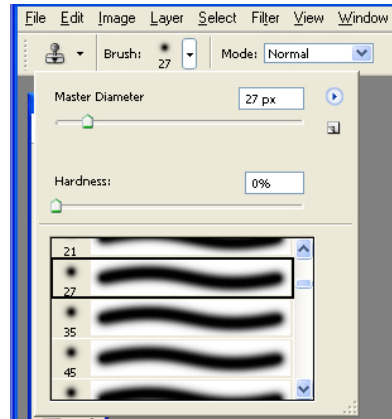 File Edit Image Layer Select Filter View Window
Brush: 27 Mode: Normal
Master Diameter 27 px
Hardness: 0%
21
27
35
45